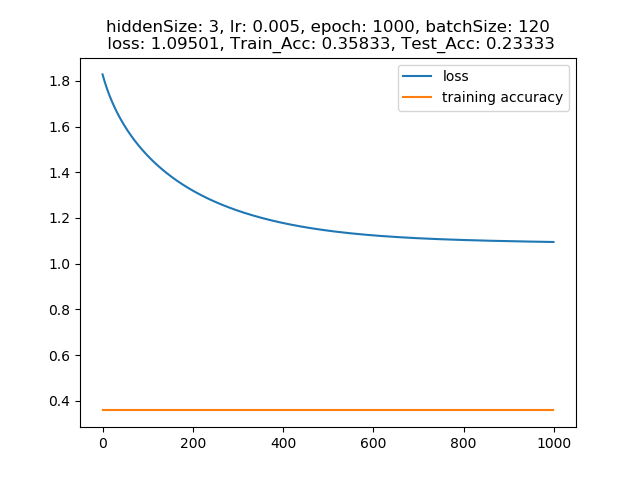 hiddenSize: 3, lr: 0.005, epoch: 1000, batchSize: 120
loss: 1.09501, Train_Acc: 0.35833, Test_Acc: 0.23333
loss
training accuracy
1.8
1.6
1.4
1.2
1.0
0.8
0.6
0.4
0 200 400 600 800 1000